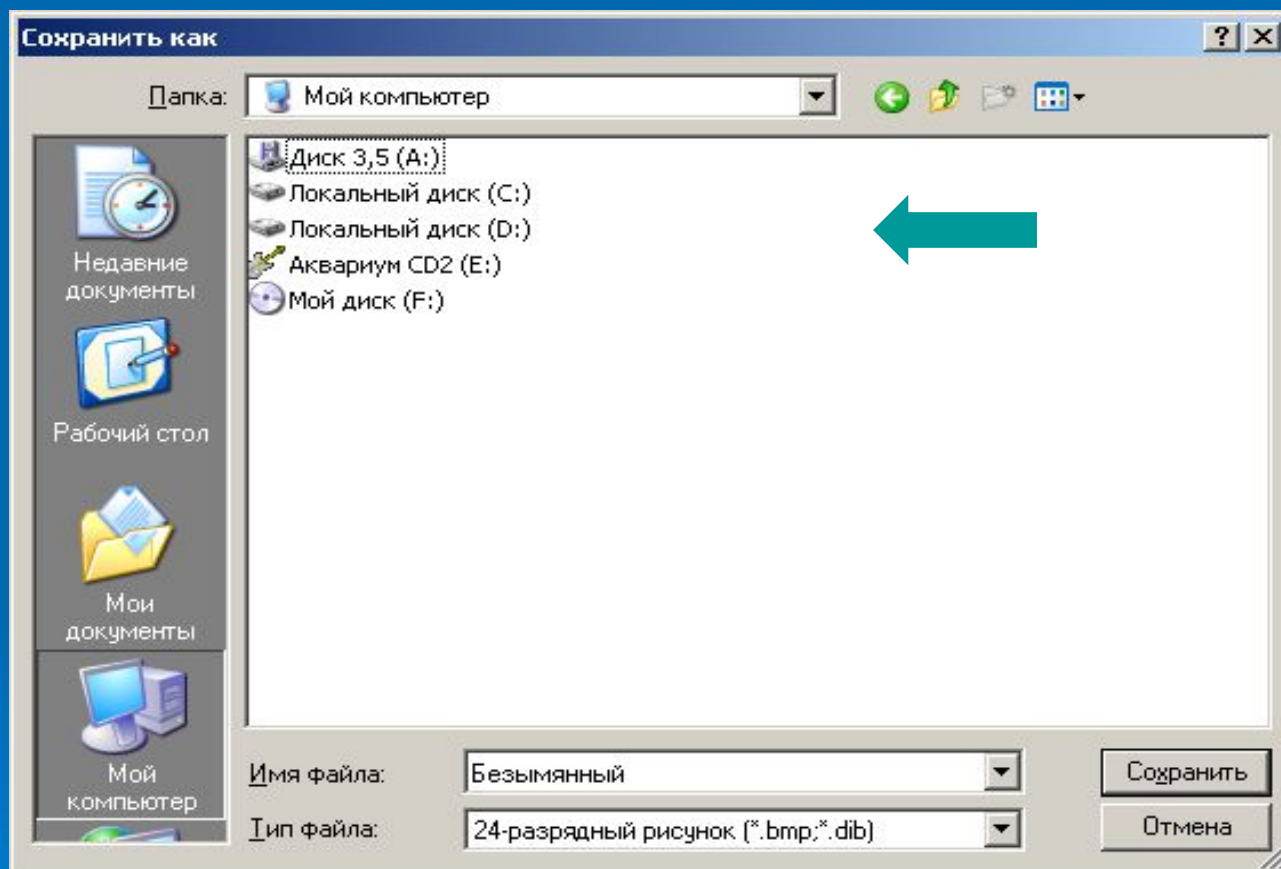 Сохранить как
Папка:
Мой компьютер
Недавние
документы
Рабочий стол
Мои
документы
Мой
компьютер
Диск 3,5 (A:)
Локальный диск (C:)
Локальный диск (D:)
Аквариум CD2 (E:)
Мой диск (F:)
Имя файла:
Безымянный
Сохранить
Тип файла:
24-разрядный рисунок (*.bmp;*.dib)
Отмена